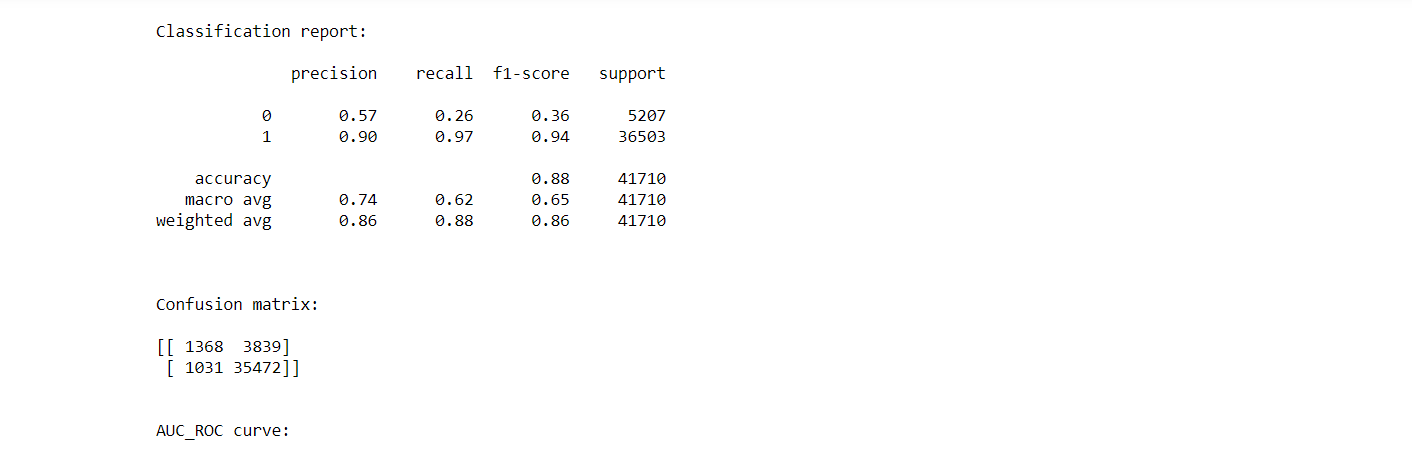 Classification report:
precision recall f1-score support
0 0.57 0.26 0.36 5207
1 0.90 0.97 0.94 36503
accuracy 0.88 41710
macro avg 0.74 0.62 0.65 41710
weighted avg 0.86 0.88 0.86 41710
Confusion matrix:
[[ 1368 3839]
[ 1031 35472]]
AUC_ROC curve: